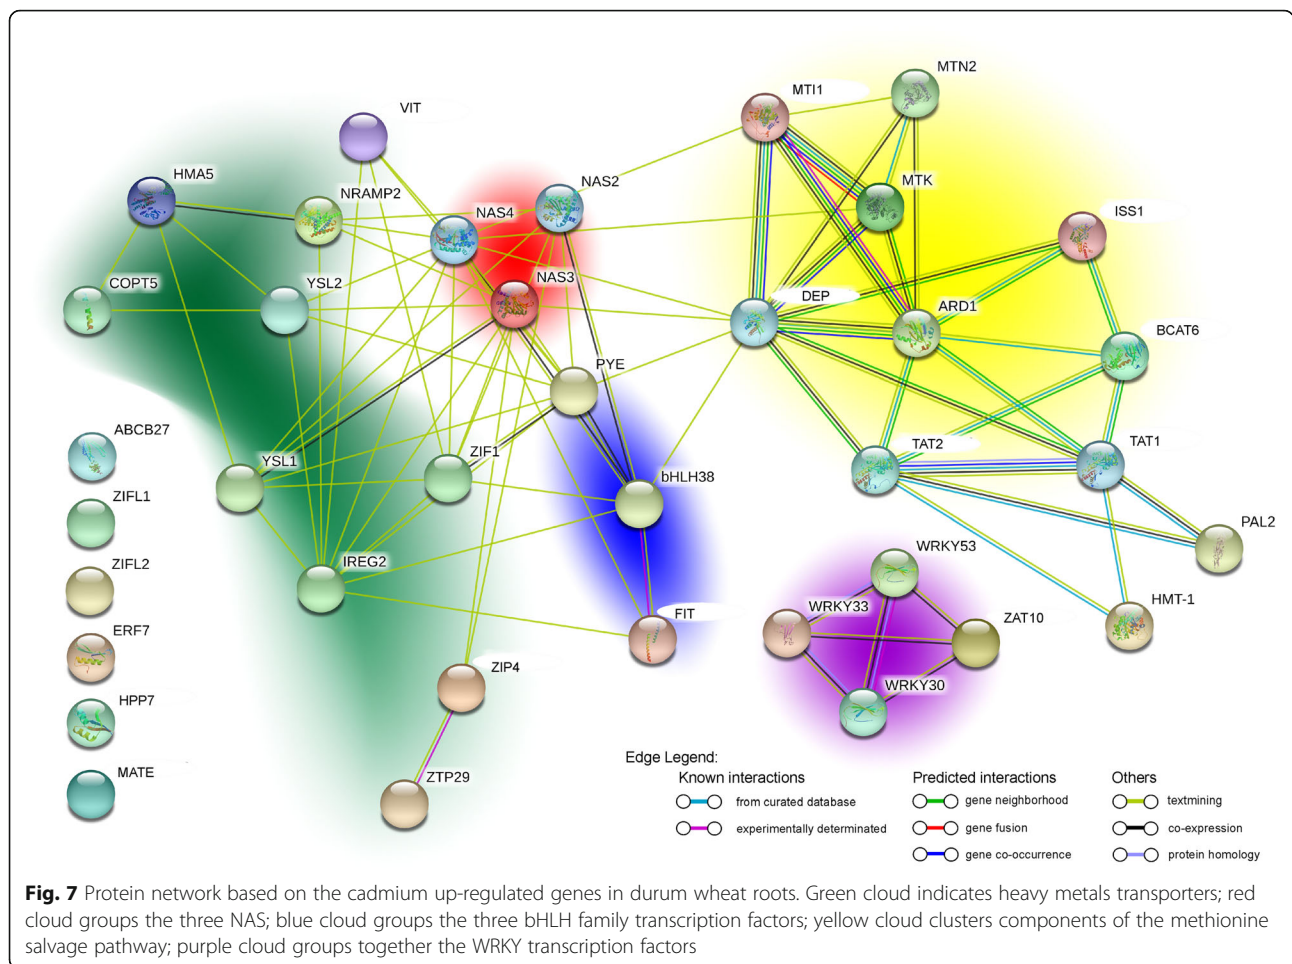 MTN2
MTI1
VIT
HMA5
NRAMP2
NAS2
MTK
NAS4
ISS1
COPT5
YSL2
NAS3
DEP
ARD1
BCAT6
PYE
ABCB27
YSL1
ZIF1
TAT2
TAT1
bHLH38
ZIFL1
PAL2
IREG2
WRKY53
ZIFL2
WRKY33
HMT-1
FIT
ZAT10
ERF7
ZIP4
WRKY30
HPP7
MATE
ZTP29
Edge Legend:
Known interactions
from curated database
experimentally determinated
Predicted interactions
gene neighborhood
gene fusion
gene co-occurrence
Others
textmining
co-expression
protein homology
Fig. 7 Protein network based on the cadmium up-regulated genes in durum wheat roots. Green cloud indicates heavy metals transporters; red
cloud groups the three NAS; blue cloud groups the three bHLH family transcription factors; yellow cloud clusters components of the methionine
salvage pathway; purple cloud groups together the WRKY transcription factors